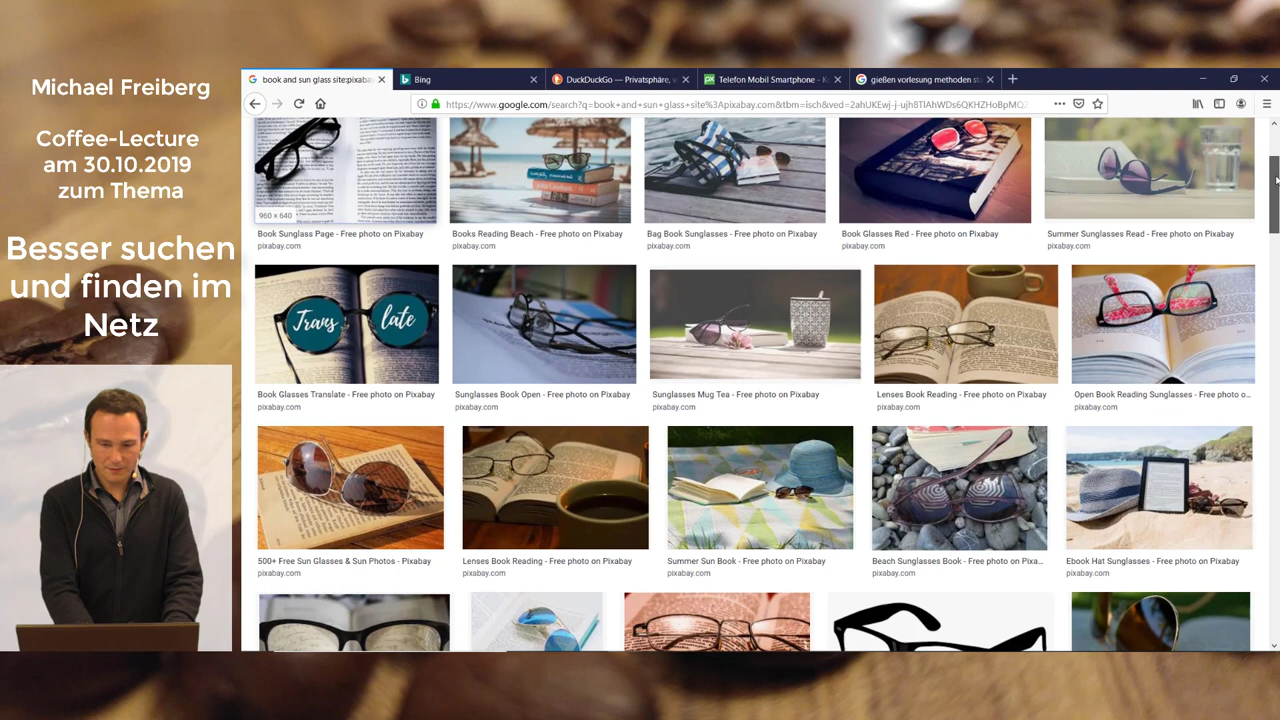 Michael Freiberg
Coffee-Lecture
am 30.10.2019
zum Thema
Besser suchen
und finden im
Netz
book and sun glass site:pixaba
Bing
DuckDuckGo — Privatsphäre, v
Telefon Mobil Smartphone - K
gießen vorlesung methoden st
https://www.google.com/search?q=book+and+sun+glass+site%3Apixabay.com&tbm=isch&ved=2ahUKEwj-j-ujh8TlAhWDs6QKHZHoBpMQ
960 × 640
Book Sunglass Page - Free photo on Pixabay
pixabay.com
Books Reading Beach - Free photo on Pixabay
pixabay.com
Bag Book Sunglasses - Free photo on Pixabay
pixabay.com
Book Glasses Red - Free photo on Pixabay
pixabay.com
Summer Sunglasses Read - Free photo on Pixabay
pixabay.com
Trans late
Book Glasses Translate - Free photo on Pixabay
pixabay.com
Sunglasses Book Open - Free photo on Pixabay
pixabay.com
Sunglasses Mug Tea - Free photo on Pixabay
pixabay.com
Lenses Book Reading - Free photo on Pixabay
pixabay.com
Open Book Reading Sunglasses - Free photo o...
pixabay.com
500+ Free Sun Glasses & Sun Photos - Pixabay
pixabay.com
Lenses Book Reading - Free photo on Pixabay
pixabay.com
Summer Sun Book - Free photo on Pixabay
pixabay.com
Beach Sunglasses Book - Free photo on Pixa...
pixabay.com
Ebook Hat Sunglasses - Free photo on Pixabay
pixabay.com